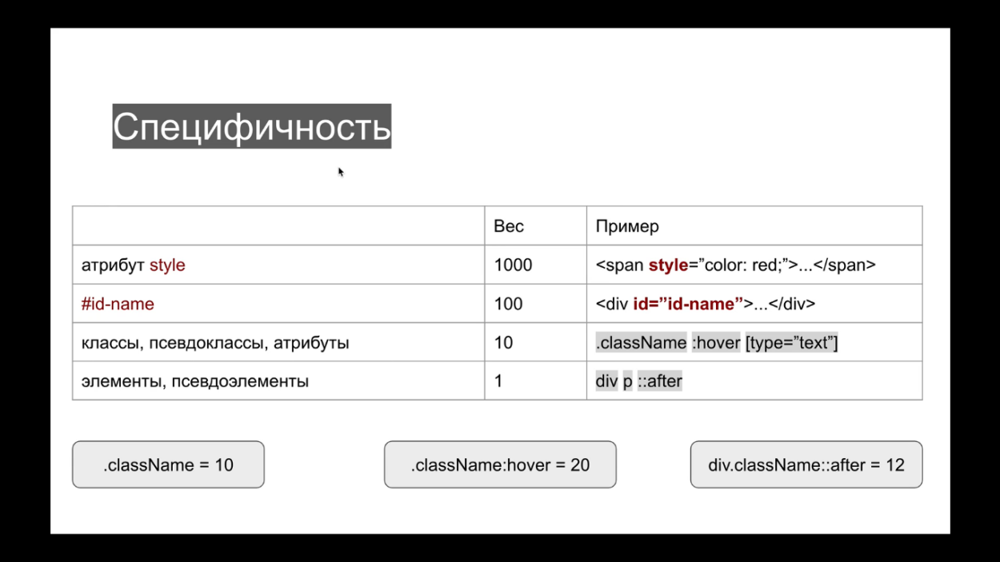 Специфичность
Вес Пример
атрибут style 1000 <span style=”color: red;”>...</span>
#id-name 100 <div id=”id-name”>...</div>
классы, псевдоклассы, атрибуты 10 .className :hover [type=”text”]
элементы, псевдоэлементы 1 div p ::after
.className = 10 .className:hover = 20 div.className::after = 12